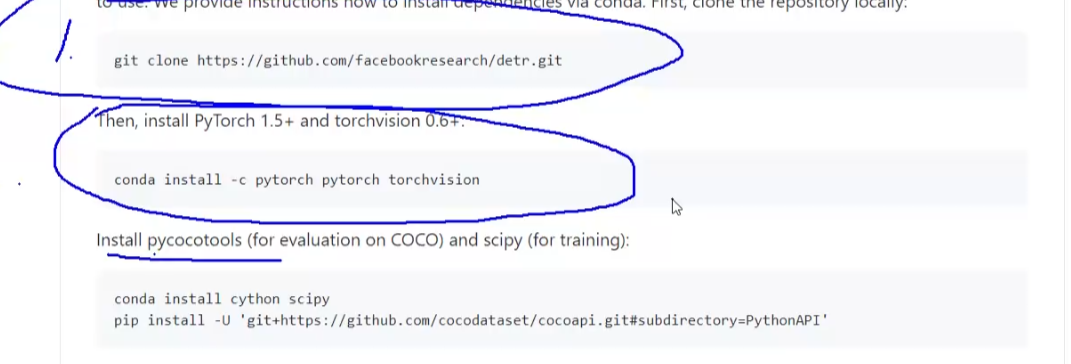 to use. We provide instructions how to install dependencies via conda. First, clone the repository locally:
1.
git clone https://github.com/facebookresearch/detr.git
Then, install PyTorch 1.5+ and torchvision 0.6+:
conda install -c pytorch pytorch torchvision
Install pycocotools (for evaluation on COCO) and scipy (for training):
conda install cython scipy
pip install -U 'git+https://github.com/cocodataset/cocoapi.git#subdirectory=PythonAPI'